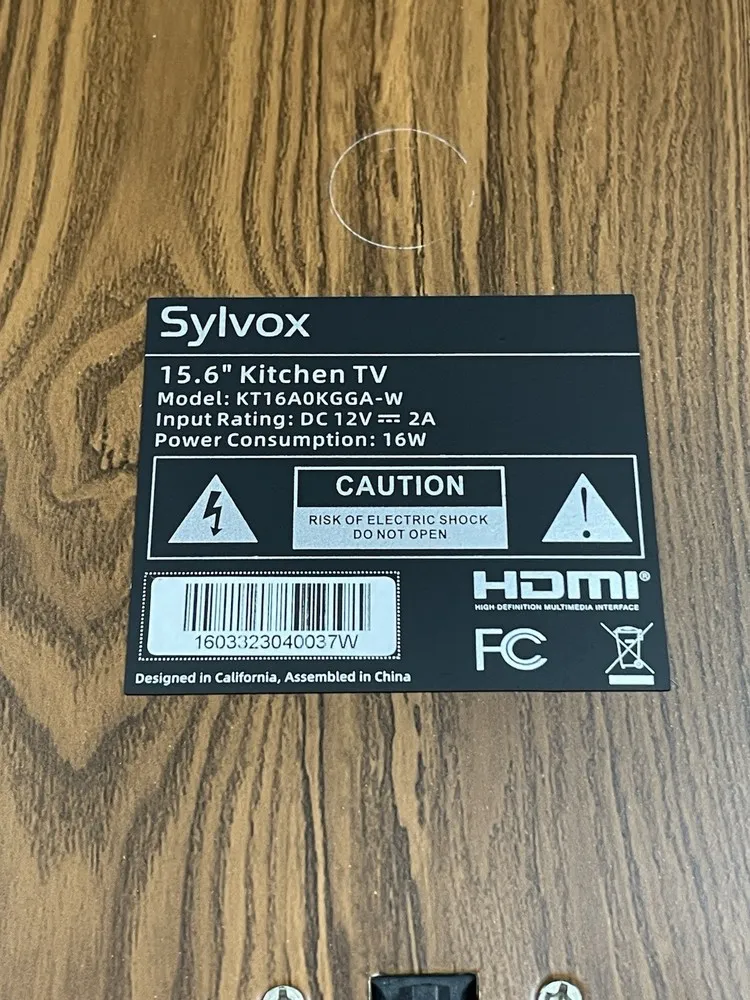 Sylvox
15.6" Kitchen TV
Model: KT16A0KGGA-W
Input Rating: DC 12V ⎓ 2A
Power Consumption: 16W
CAUTION
RISK OF ELECTRIC SHOCK
DO NOT OPEN
1603323040037W
HDMI®
HIGH DEFINITION MULTIMEDIA INTERFACE
FC
Designed in California, Assembled in China